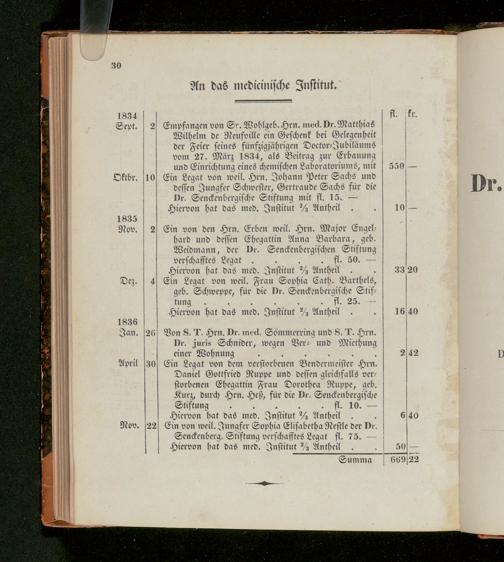 30
An das medicinische Institut.
fl. kr.
1834
Sept. 2 Empfangen von Sr. Wohlgeb. Hrn. med. Dr. Matthias
Wilhelm de Neufville ein Geschenk bei Gelegenheit
der Feier seines fünfzigjährigen Doctor-Jubiläums
vom 27. März 1834, als Beitrag zur Erbauung
und Einrichtung eines chemischen Laboratoriums, mit 550 —
Oktbr. 10 Ein Legat von weil. Hrn. Johann Peter Sachs und
dessen Jungfer Schwester, Gertraude Sachs für die
Dr. Senckenbergische Stiftung mit fl. 15. —
Hiervon hat das med. Institut ⅔ Antheil . . 10 —
1835
Nov. 2 Ein von den Hrn. Erben weil. Hrn. Major Engel-
hard und dessen Ehegattin Anna Barbara, geb.
Weidmann, der Dr. Senckenbergischen Stiftung
verschafftes Legat . . . . fl. 50. —
Hiervon hat das med. Institut ⅔ Antheil . . 33 20
Dez. 4 Ein Legat von weil. Frau Sophia Cath. Barthels,
geb. Schweppe, für die Dr. Senckenbergische Stif-
tung . . . . . . fl. 25. —
Hiervon hat das med. Institut ⅔ Antheil . . 16 40
1836
Jan. 26 Von S. T. Hrn. Dr. med. Sömmerring und S. T. Hrn.
Dr. juris Schnider, wegen Ver- und Miethung
einer Wohnung . . . . . . 2 42
April 30 Ein Legat von dem verstorbenen Bendermeister Hrn.
Daniel Gottfried Ruppe und dessen gleichfalls ver-
storbenen Ehegattin Frau Dorothea Ruppe, geb.
Kurz, durch Hrn. Heß, für die Dr. Senckenbergische
Stiftung . . . . . fl. 10. —
Hiervon hat das med. Institut ⅔ Antheil . . 6 40
Nov. 22 Ein von weil. Jungfer Sophia Elisabetha Nestle der Dr.
Senckenberg. Stiftung verschafftes Legat fl. 75. —
Hiervon hat das med. Institut ⅔ Antheil . . 50 —
Summa 669 22
Dr.
D